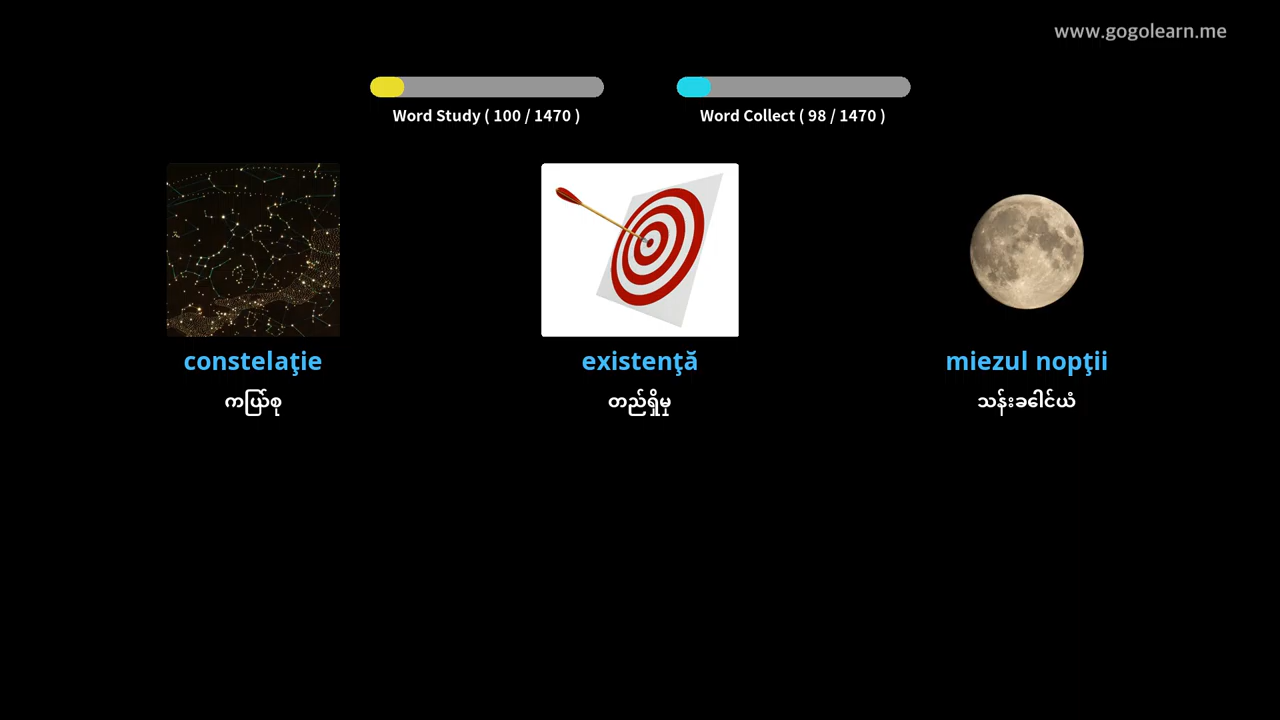 www.gogolearn.me
Word Study ( 100 / 1470 )
Word Collect ( 98 / 1470 )
constelaţie
existenţă
miezul nopţii
ကြယ်စု
တည်ရှိမှု
သန်းခေါင်ယံ